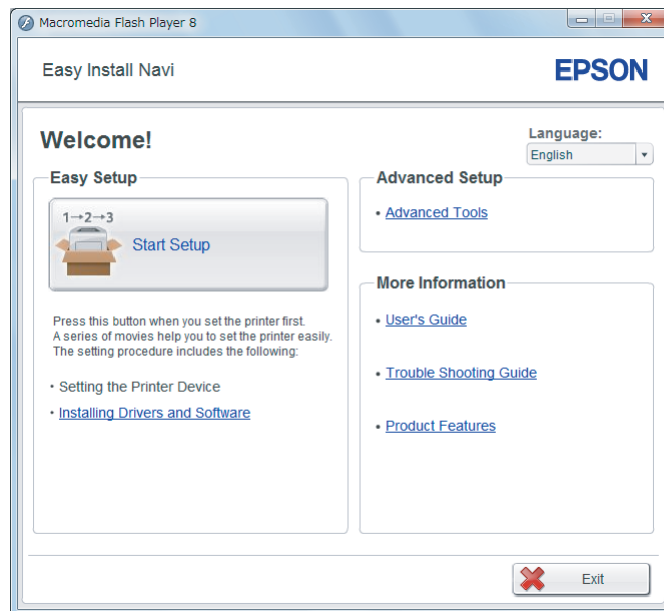 Macromedia Flash Player 8
Easy Install Navi
EPSON
Welcome!
Language:
English
Easy Setup
1→2→3
Start Setup
Press this button when you set the printer first.
A series of movies help you to set the printer easily.
The setting procedure includes the following:
・Setting the Printer Device
・Installing Drivers and Software
Advanced Setup
• Advanced Tools
More Information
• User's Guide
• Trouble Shooting Guide
• Product Features
Exit